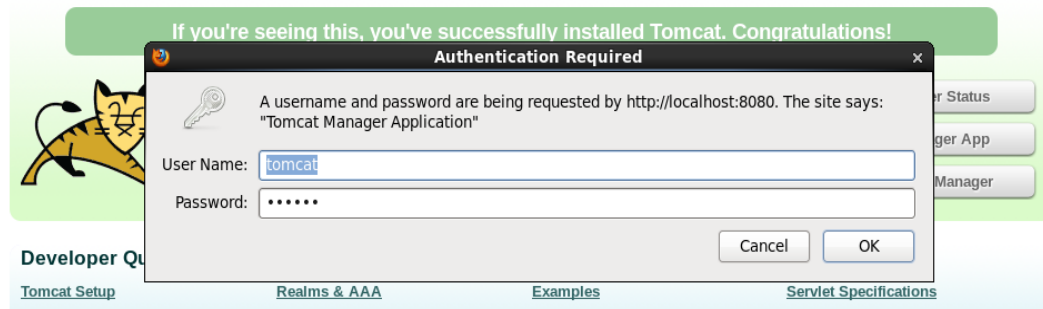 If you're seeing this, you've successfully installed Tomcat. Congratulations!
Authentication Required
A username and password are being requested by http://localhost:8080. The site says:
"Tomcat Manager Application"
User Name: tomcat
Password: ••••••
Cancel OK
Status
App
Manager
Developer
Tomcat Setup Realms & AAA Examples Servlet Specifications